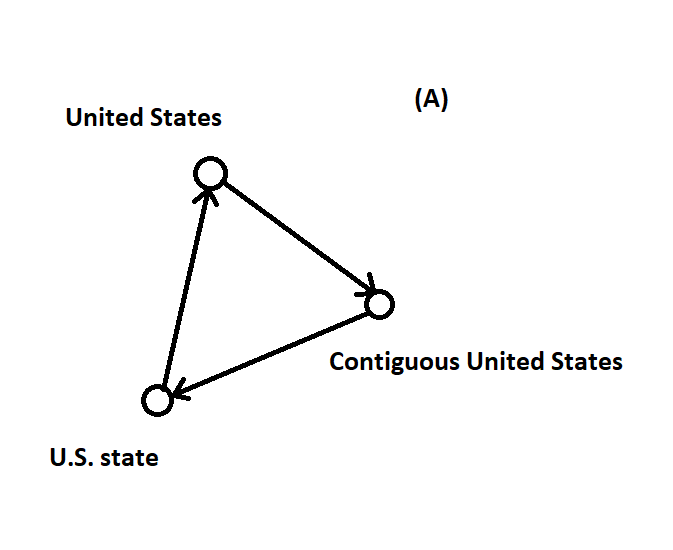 (A)
United States
Contiguous United States
U.S. state